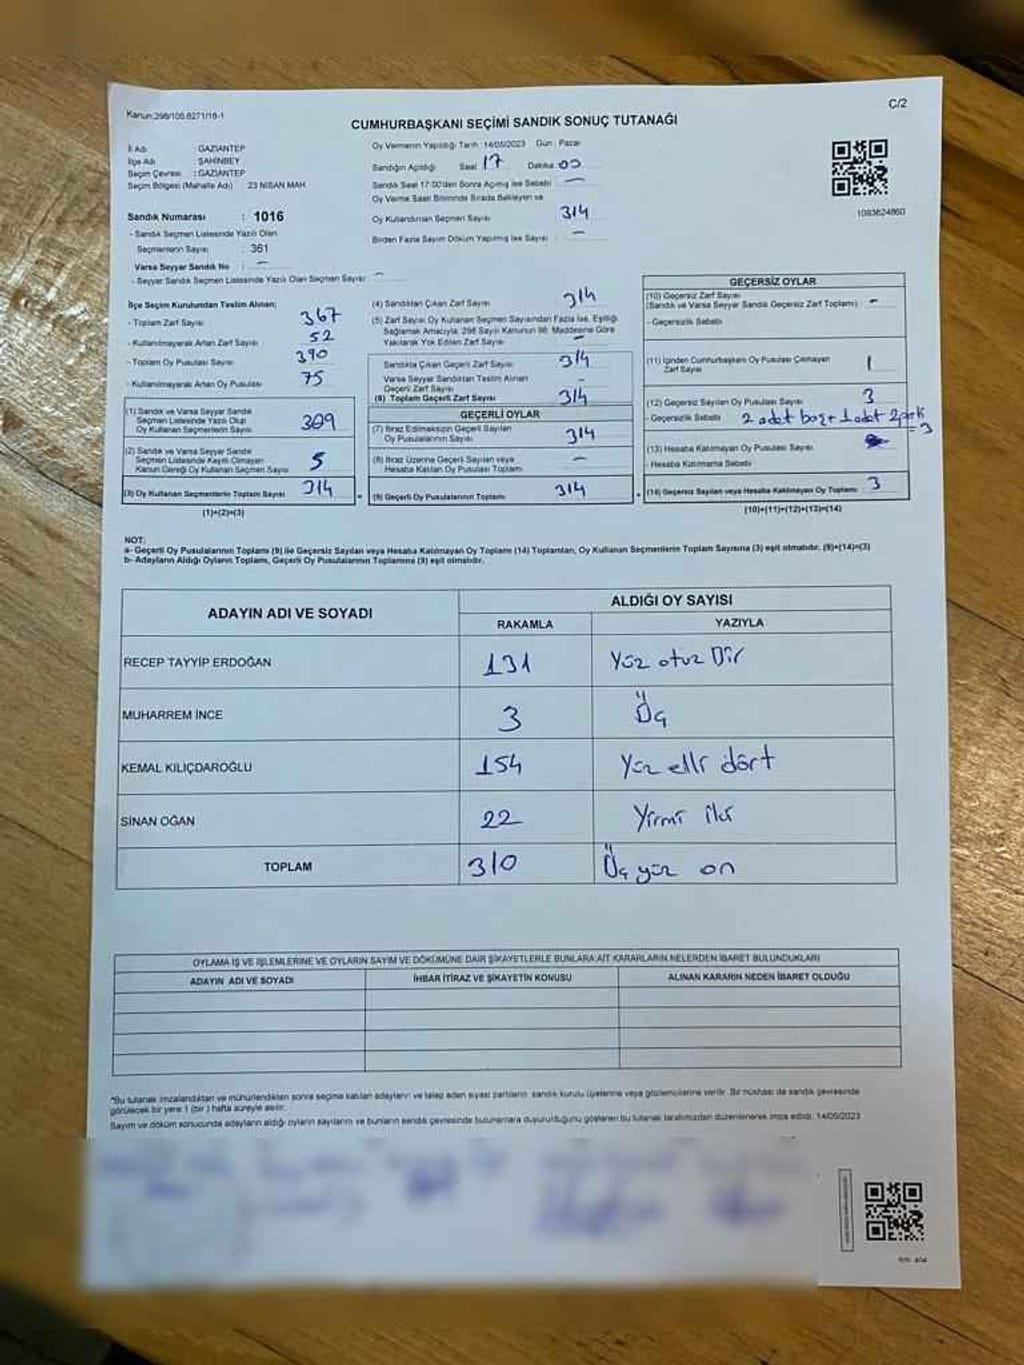 Kanun:298/105,6271/18-1
C/2
CUMHURBAŞKANI SEÇİMİ SANDIK SONUÇ TUTANAĞI
İl Adı : GAZİANTEP
İlçe Adı : ŞAHİNBEY
Seçim Çevresi : GAZİANTEP
Seçim Bölgesi (Mahalle Adı) 23 NİSAN MAH.
Sandık Numarası : 1016
- Sandık Seçmen Listesinde Yazılı Olan
Seçmenlerin Sayısı : 361
Varsa Seyyar Sandık No : -
- Seyyar Sandık Seçmen Listesinde Yazılı Olan Seçmen Sayısı -
Oy Vermenin Yapıldığı Tarih : 14/05/2023 Gün : Pazar
Sandığın Açıldığı Saat 17 Dakika 00
Sandık Saat 17:00'den Sonra Açılmış İse Sebebi -
Oy Verme Saati Bitiminde Sırada Bekleyen ve
Oy Kullandırılan Seçmen Sayısı 314
Birden Fazla Sayım Döküm Yapılmış İse Sayısı : -
1093624860
İlçe Seçim Kurulundan Teslim Alınan;
- Toplam Zarf Sayısı 367
- Kullanılmayarak Artan Zarf Sayısı 52
- Toplam Oy Pusulası Sayısı 390
- Kullanılmayarak Artan Oy Pusulası 75
(1) Sandık ve Varsa Seyyar Sandık
Seçmen Listesinde Yazılı Olup
Oy Kullanan Seçmenlerin Sayısı 309
(2) Sandık ve Varsa Seyyar Sandık
Seçmen Listesinde Kayıtlı Olmayan
Kanun Gereği Oy Kullanan Seçmen Sayısı 5
(3) Oy Kullanan Seçmenlerin Toplam Sayısı 314
(1)+(2)=(3)
(4) Sandıktan Çıkan Zarf Sayısı 314
(5) Zarf Sayısı Oy Kullanan Seçmen Sayısından Fazla İse, Eşitliği
Sağlamak Amacıyla; 298 Sayılı Kanunun 98. Maddesine Göre
Yakılarak Yok Edilen Zarf Sayısı -
Sandıkta Çıkan Geçerli Zarf Sayısı 314
Varsa Seyyar Sandıktan Teslim Alınan
Geçerli Zarf Sayısı -
(6) Toplam Geçerli Zarf Sayısı 314
GEÇERLİ OYLAR
(7) İtiraz Edilmeksizin Geçerli Sayılan
Oy Pusulalarının Sayısı 314
(8) İtiraz Üzerine Geçerli Sayılan veya
Hesaba Katılan Oy Pusulası Toplamı -
(9) Geçerli Oy Pusulalarının Toplamı 314
GEÇERSİZ OYLAR
(10) Geçersiz Zarf Sayısı
(Sandık ve Varsa Seyyar Sandık Geçersiz Zarf Toplamı) -
- Geçersizlik Sebebi
(11) İçinden Cumhurbaşkanı Oy Pusulası Çıkmayan
Zarf Sayısı 1
(12) Geçersiz Sayılan Oy Pusulası Sayısı 3
- Geçersizlik Sebebi 2 adet boş + 1 adet = 3
(13) Hesaba Katılmayan Oy Pusulası Sayısı
- Hesaba Katılmama Sebebi
(14) Geçersiz Sayılan veya Hesaba Katılmayan Oy Toplamı 3
(10)+(11)+(12)+(13)=(14)
NOT:
a- Geçerli Oy Pusulalarının Toplamı (9) ile Geçersiz Sayılan veya Hesaba Katılmayan Oy Toplamı (14) Toplamları, Oy Kullanan Seçmenlerin Toplam Sayısına (3) eşit olmalıdır. (9)+(14)=(3)
b- Adayların Aldığı Oyların Toplamı, Geçerli Oy Pusulalarının Toplamına (9) eşit olmalıdır.
ADAYIN ADI VE SOYADI ALDIĞI OY SAYISI
RAKAMLA YAZIYLA
RECEP TAYYİP ERDOĞAN 131 Yüz otuz Bir
MUHARREM İNCE 3 Üç
KEMAL KILIÇDAROĞLU 154 Yüz elli dört
SİNAN OĞAN 22 Yirmi iki
TOPLAM 310 Üç yüz on
OYLAMA İŞ VE İŞLEMLERİNE VE OYLARIN SAYIM VE DÖKÜMÜNE DAİR ŞİKAYETLERLE BUNLARA AİT KARARLARIN NELERDEN İBARET BULUNDUKLARI
ADAYIN ADI VE SOYADI İHBAR İTİRAZ VE ŞİKAYETİN KONUSU ALINAN KARARIN NEDEN İBARET OLDUĞU
*Bu tutanak imzalandıktan ve mühürlendikten sonra seçime katılan adayların ve talep eden siyasi partilerin sandık kurulu üyelerine veya gözlemcilerine verilir. Bir nüshası da sandık çevresinde
görülecek bir yere 1 (bir) hafta süreyle asılır.
Sayım ve döküm sonucunda adayların aldığı oyların sayılarını ve bunların sandık çevresinde bulunanlara duyurulduğunu gösteren bu tutanak tarafımızdan düzenlenerek imza edildi. 14/05/2023